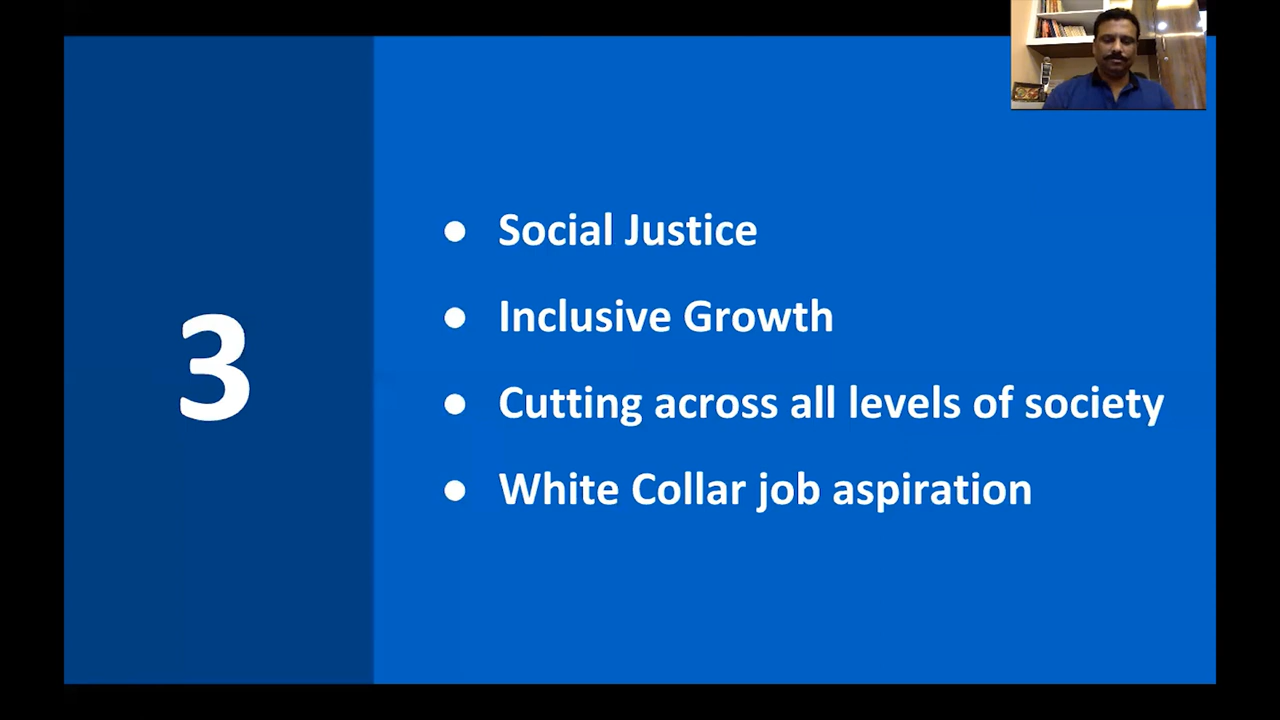 3
Social Justice
Inclusive Growth
Cutting across all levels of society
White Collar job aspiration